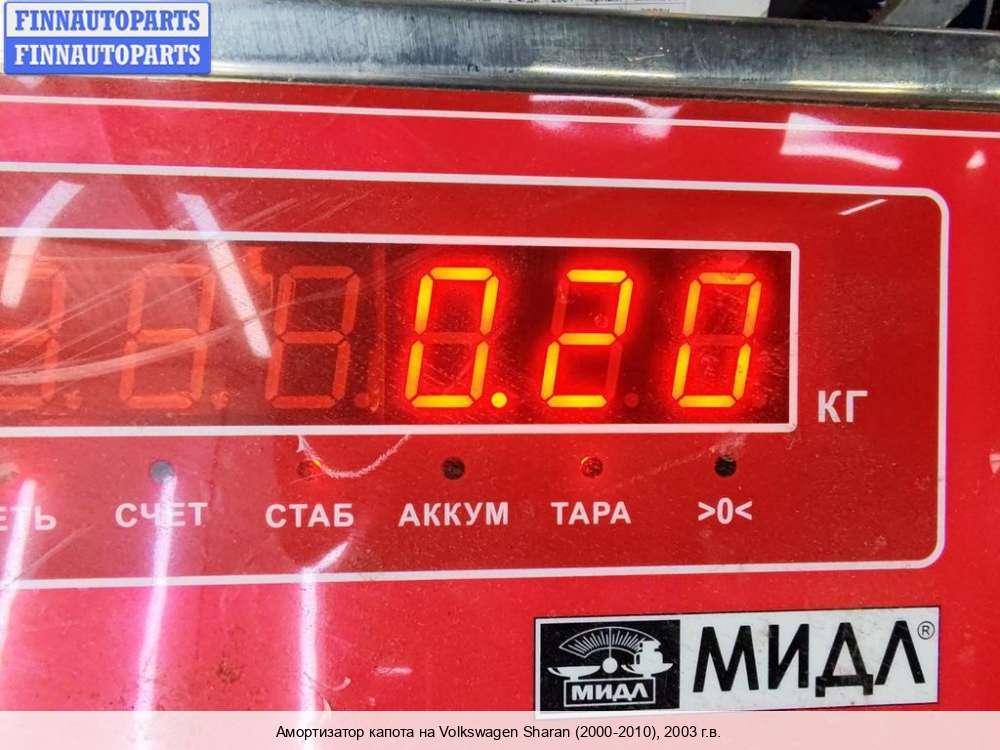 FINNAUTOPARTS
FINNAUTOPARTS
0.20
КГ
СЧЕТ СТАБ АККУМ ТАРА >0<
МИДЛ
МИДЛ®
Амортизатор капота на Volkswagen Sharan (2000-2010), 2003 г.в.